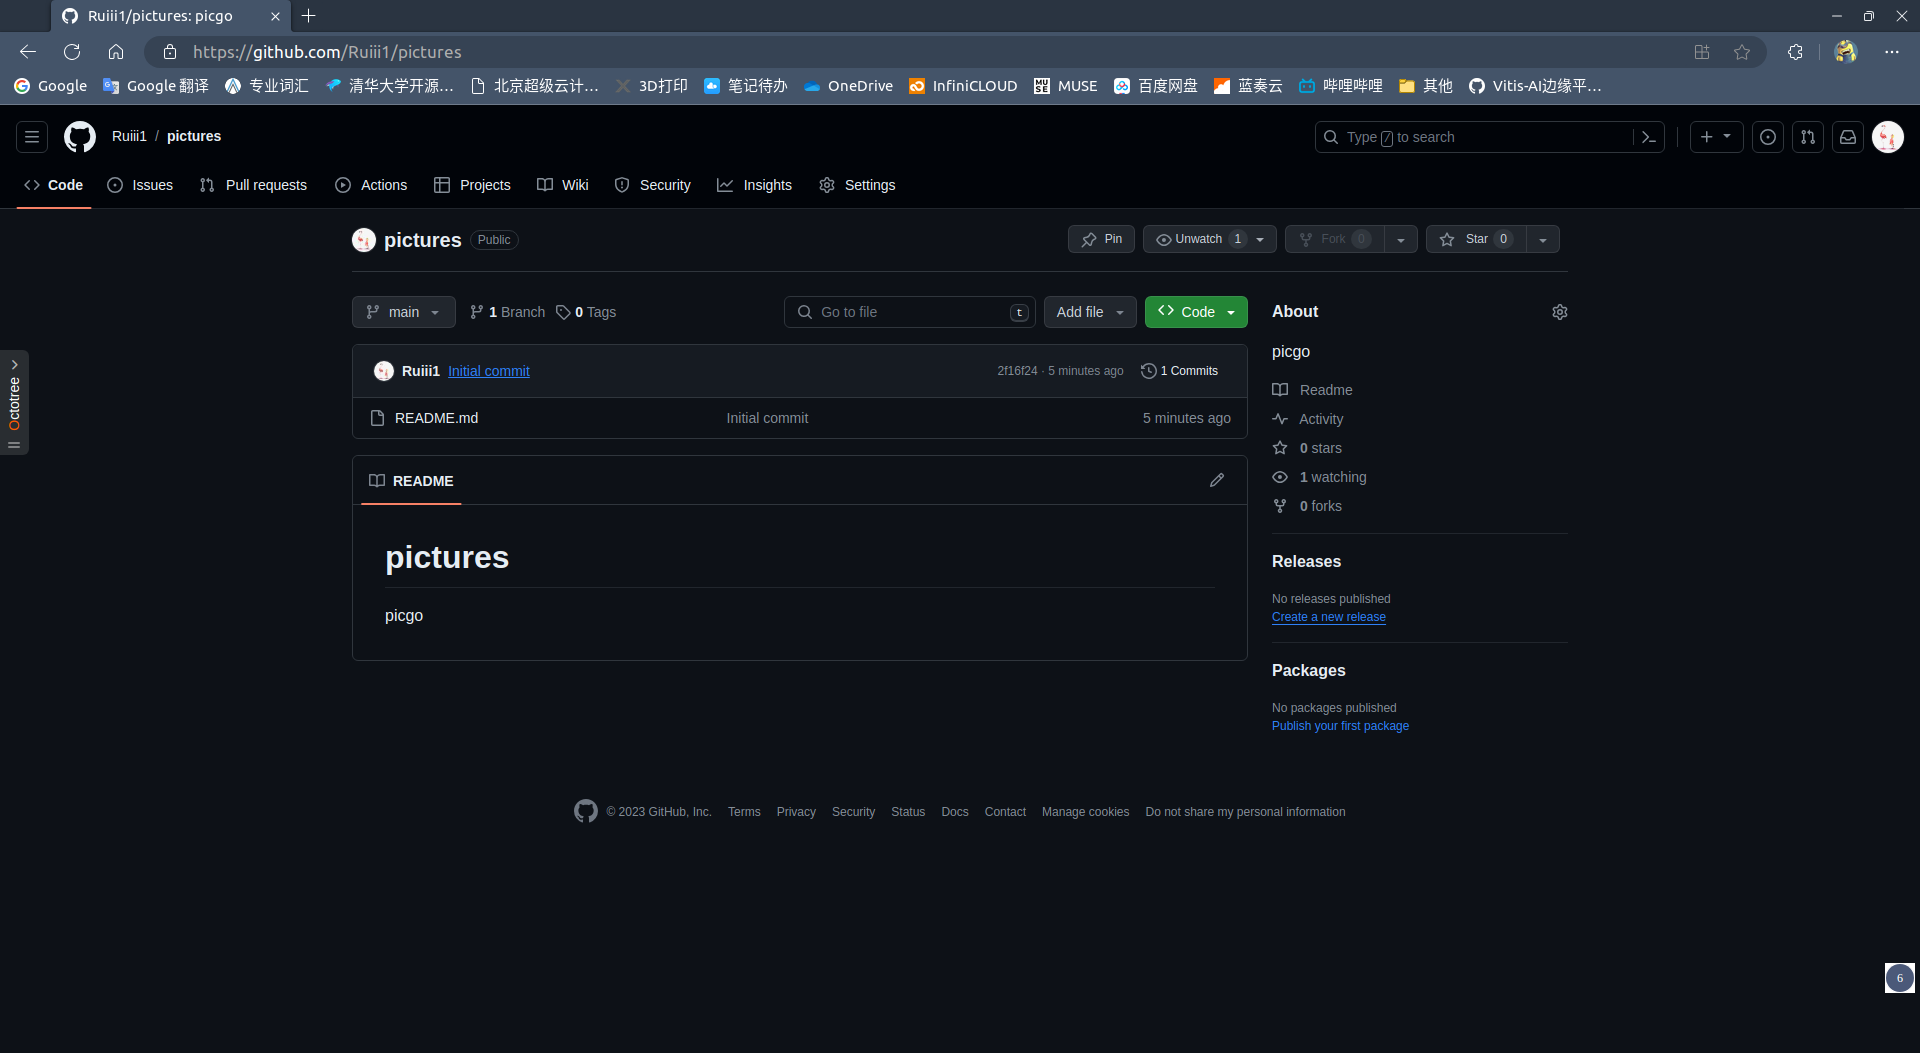 Ruiii1/pictures: picgo
https://github.com/Ruiii1/pictures
Google
Google 翻译
专业词汇
清华大学开源…
北京超级云计…
3D打印
笔记待办
OneDrive
InfiniCLOUD
MUSE
百度网盘
蓝奏云
哔哩哔哩
其他
Vitis-AI边缘平…
Ruiii1 / pictures
Type / to search
Code
Issues
Pull requests
Actions
Projects
Wiki
Security
Insights
Settings
pictures Public
Pin
Unwatch 1
Fork 0
Star 0
main
1 Branch
0 Tags
Go to file t
Add file
Code
Ruiii1 Initial commit
2f16f24 · 5 minutes ago
1 Commits
README.md
Initial commit
5 minutes ago
README
pictures
picgo
About
picgo
Readme
Activity
0 stars
1 watching
0 forks
Releases
No releases published
Create a new release
Packages
No packages published
Publish your first package
Octotree
© 2023 GitHub, Inc.
Terms
Privacy
Security
Status
Docs
Contact
Manage cookies
Do not share my personal information
6